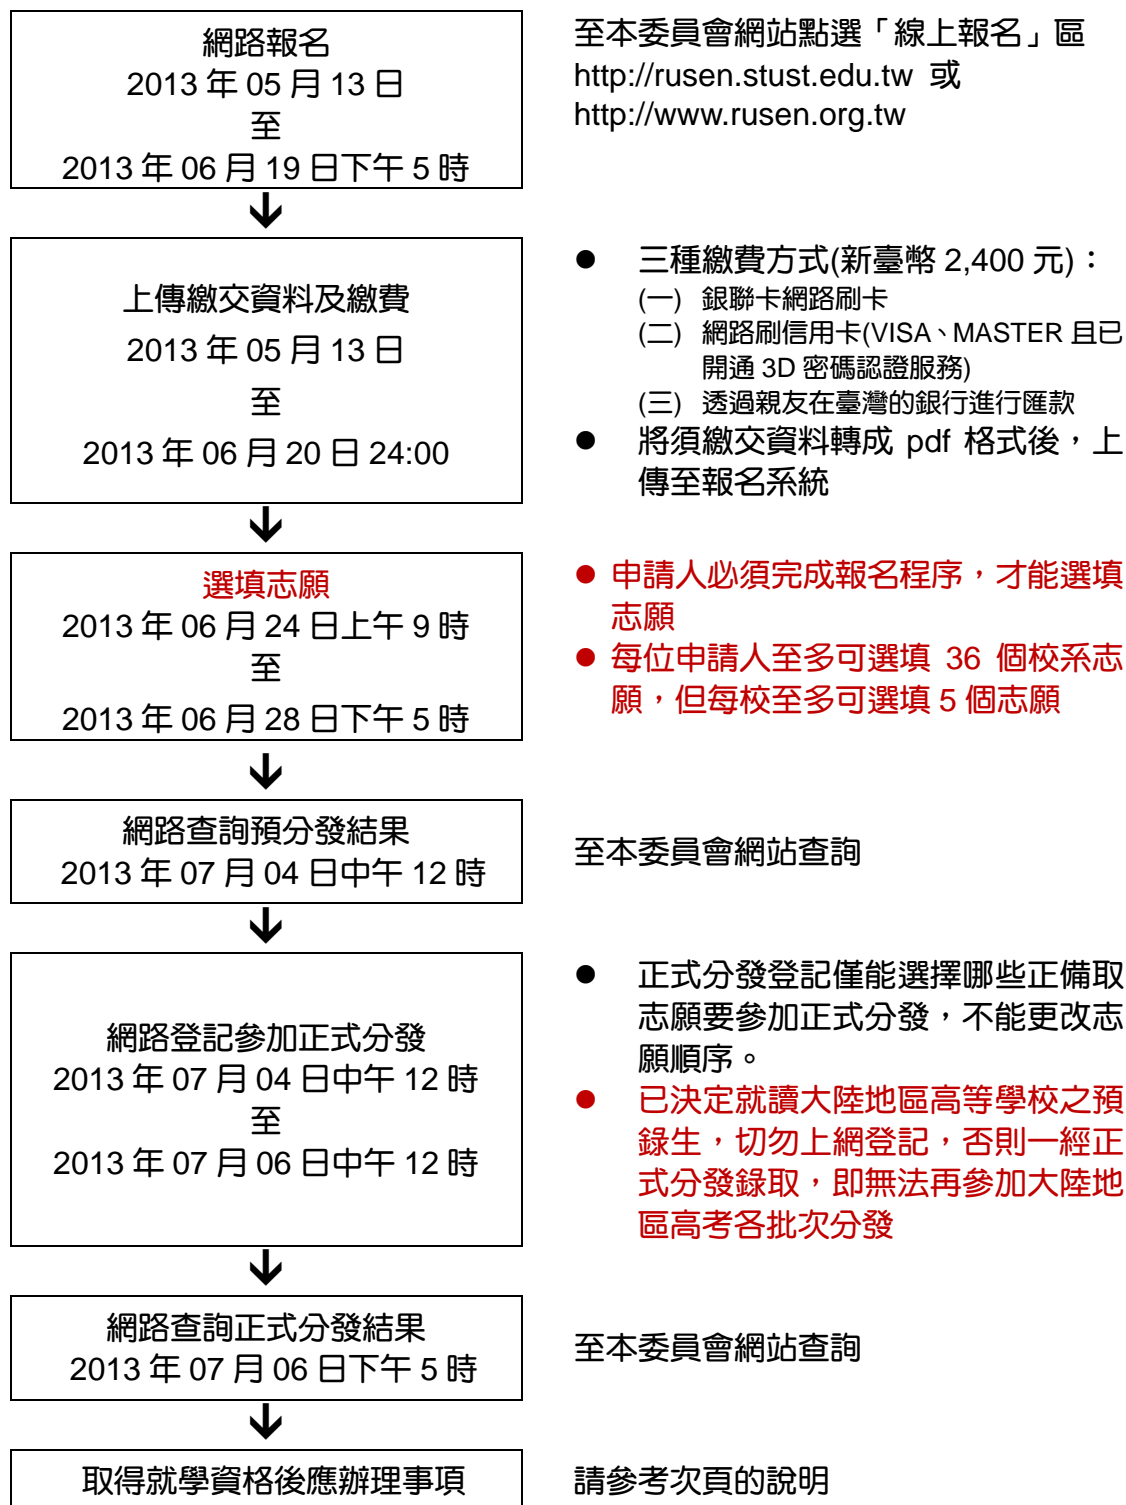 網路報名
2013 年 05 月 13 日
至
2013 年 06 月 19 日下午 5 時
至本委員會網站點選「線上報名」區
http://rusen.stust.edu.tw 或
http://www.rusen.org.tw
上傳繳交資料及繳費
2013 年 05 月 13 日
至
2013 年 06 月 20 日 24:00
● 三種繳費方式(新臺幣 2,400 元)：
(一) 銀聯卡網路刷卡
(二) 網路刷信用卡(VISA、MASTER 且已
開通 3D 密碼認證服務)
(三) 透過親友在臺灣的銀行進行匯款
● 將須繳交資料轉成 pdf 格式後，上
傳至報名系統
選填志願
2013 年 06 月 24 日上午 9 時
至
2013 年 06 月 28 日下午 5 時
● 申請人必須完成報名程序，才能選填
志願
● 每位申請人至多可選填 36 個校系志
願，但每校至多可選填 5 個志願
網路查詢預分發結果
2013 年 07 月 04 日中午 12 時
至本委員會網站查詢
網路登記參加正式分發
2013 年 07 月 04 日中午 12 時
至
2013 年 07 月 06 日中午 12 時
● 正式分發登記僅能選擇哪些正備取
志願要參加正式分發，不能更改志
願順序。
● 已決定就讀大陸地區高等學校之預
錄生，切勿上網登記，否則一經正
式分發錄取，即無法再參加大陸地
區高考各批次分發
網路查詢正式分發結果
2013 年 07 月 06 日下午 5 時
至本委員會網站查詢
取得就學資格後應辦理事項
請參考次頁的說明